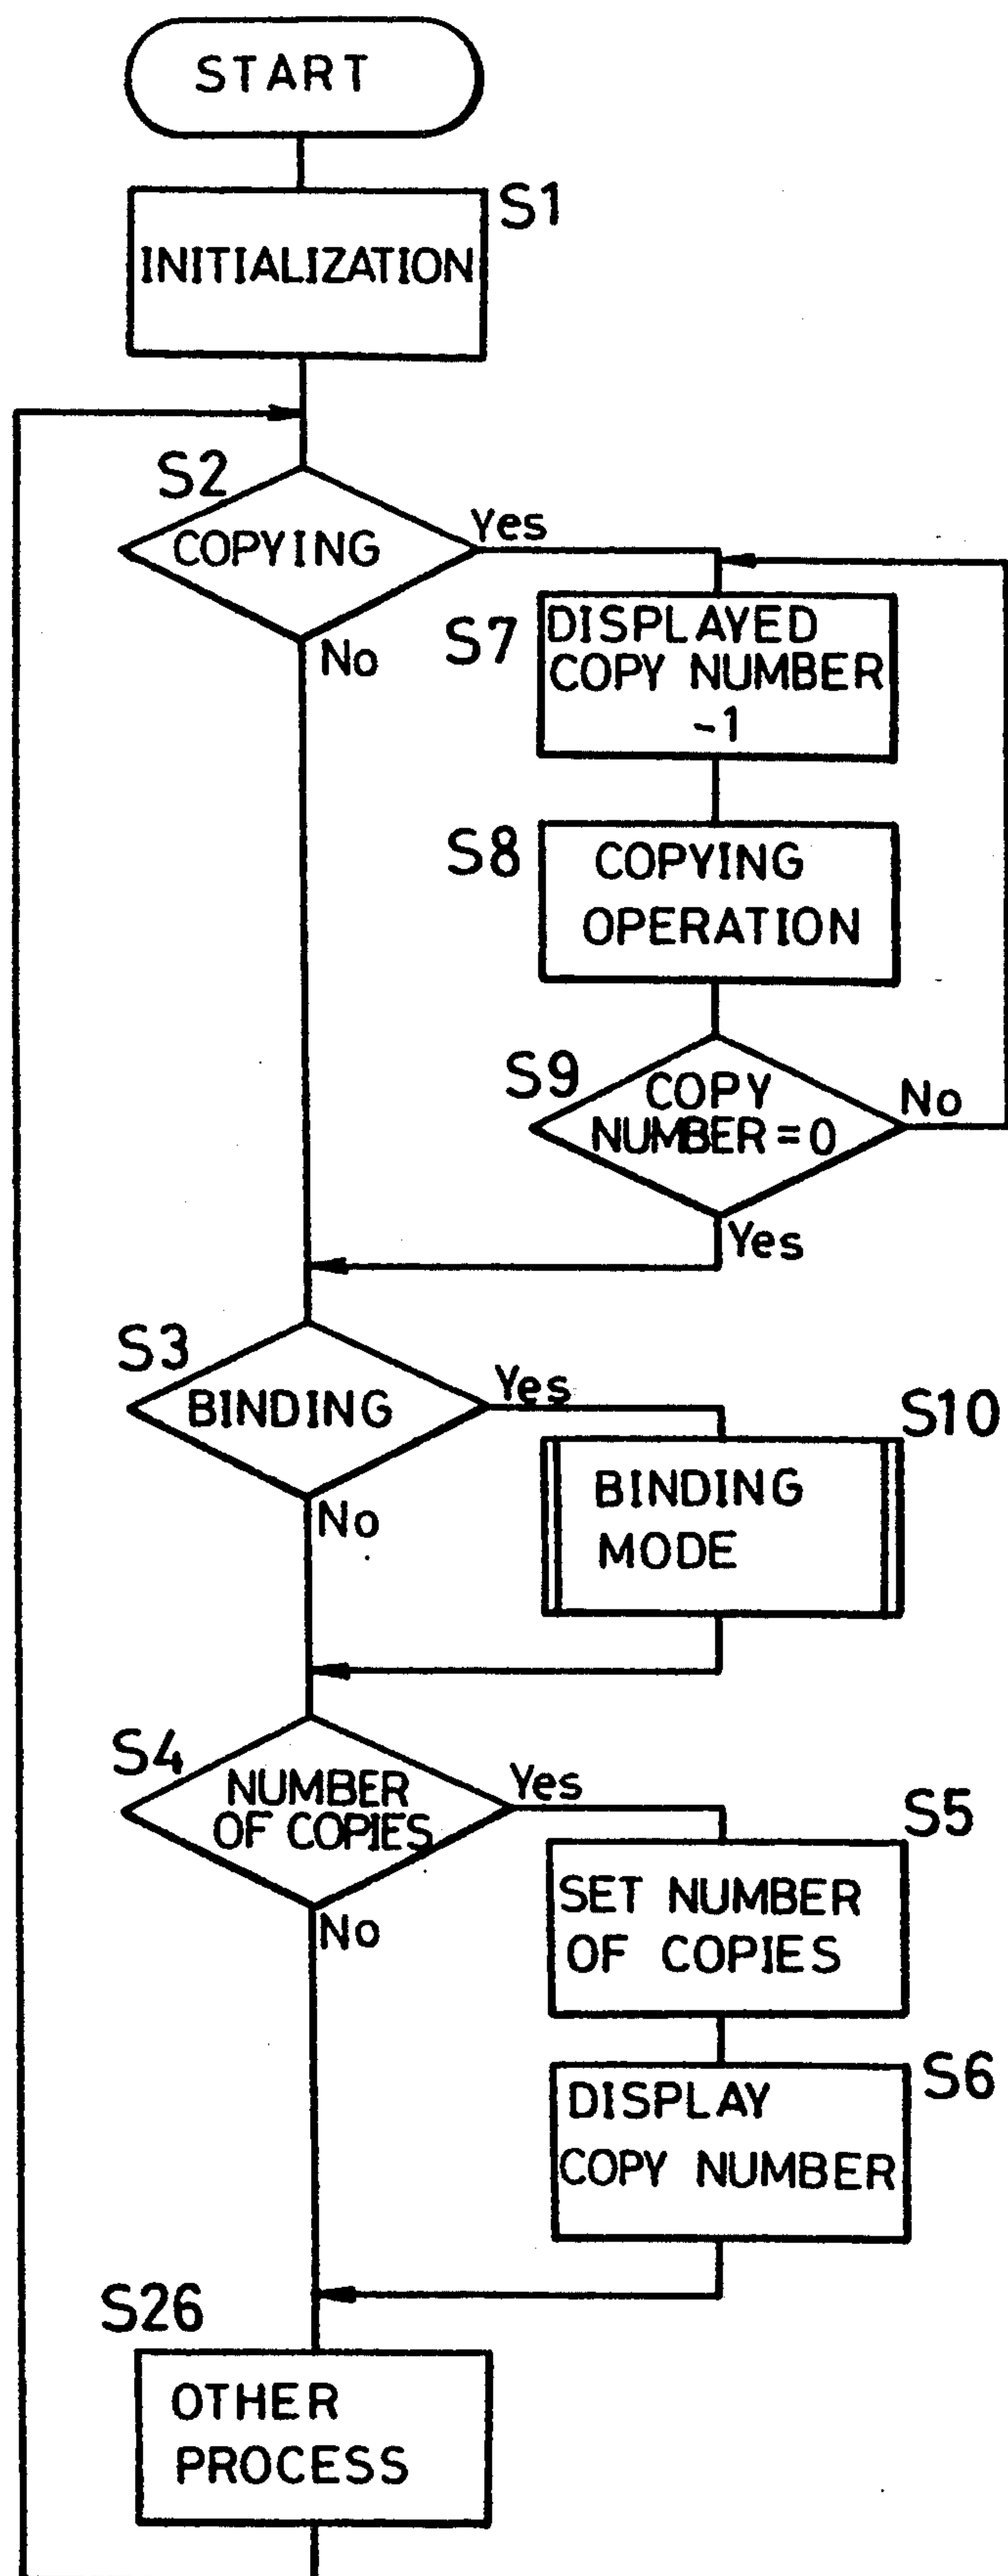 START
S1
INITIALIZATION
S2
COPYING
Yes
No
S7
DISPLAYED
COPY NUMBER
-1
S8
COPYING
OPERATION
S9
COPY
NUMBER=0
No
Yes
S3
BINDING
Yes
No
S10
BINDING
MODE
S4
NUMBER
OF COPIES
Yes
No
S5
SET NUMBER
OF COPIES
S6
DISPLAY
COPY NUMBER
S26
OTHER
PROCESS